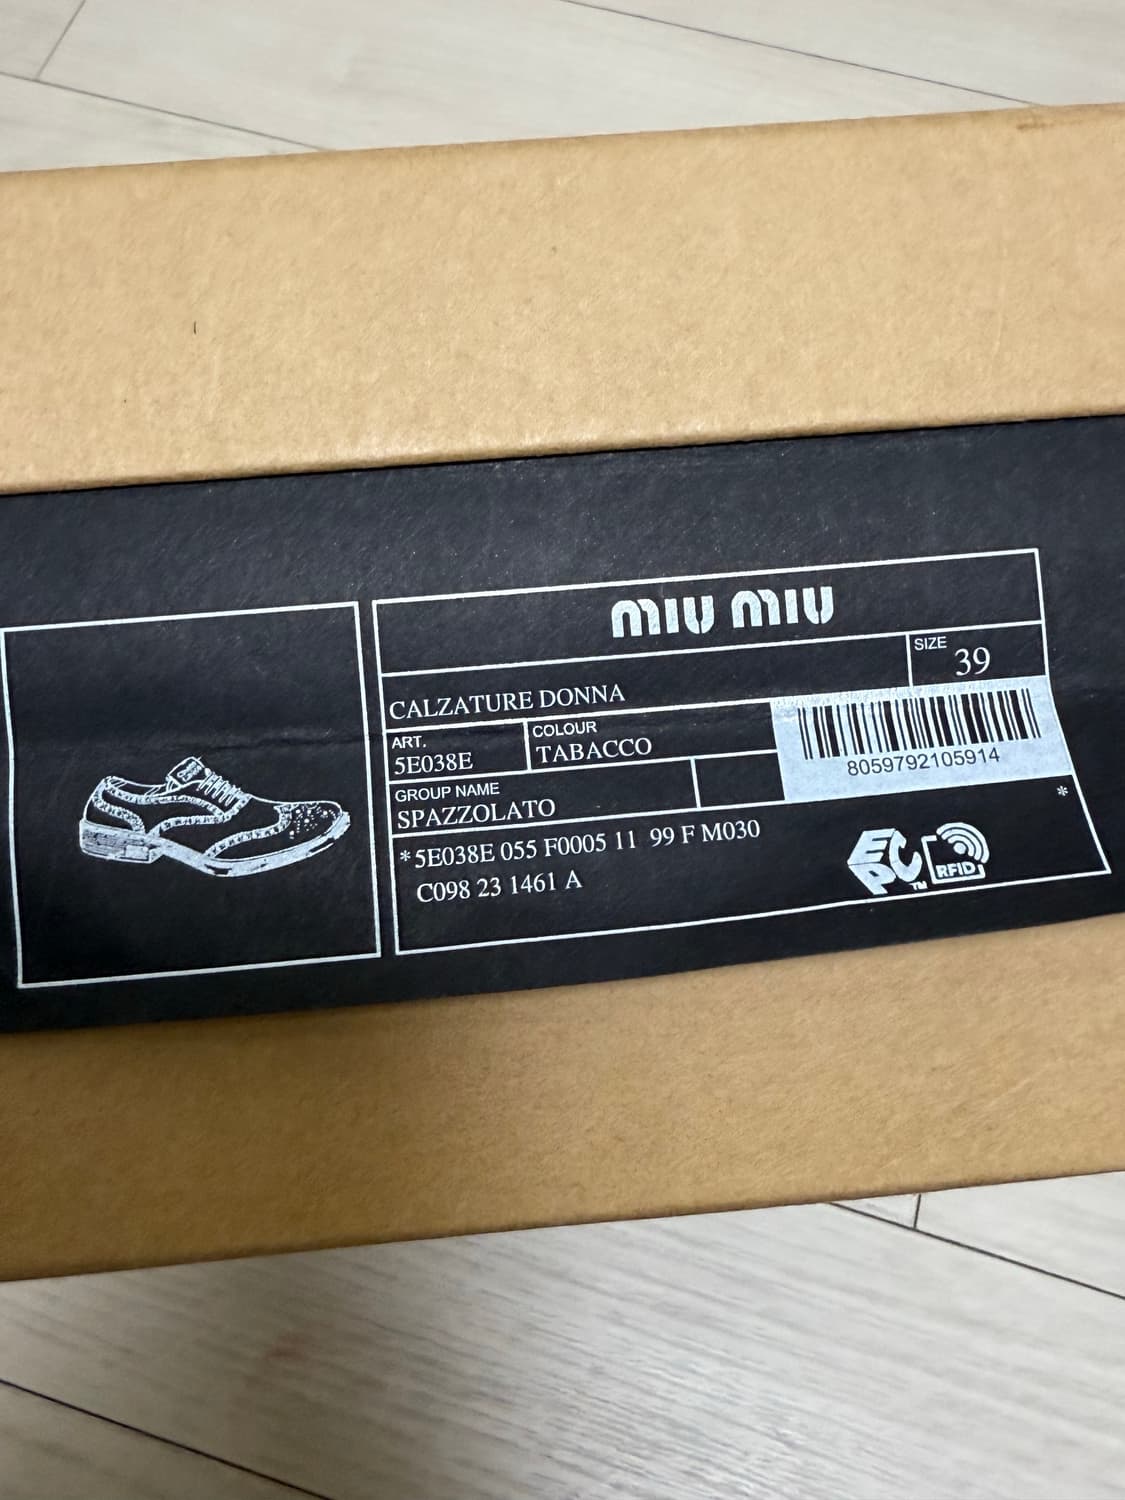 MIU MIU
CALZATURE DONNA
SIZE
39
ART.
5E038E
COLOUR
TABACCO
8059792105914
GROUP NAME
SPAZZOLATO
*
*5E038E 055 F0005 11 99 F M030
C098 23 1461 A
EPC™
RFID